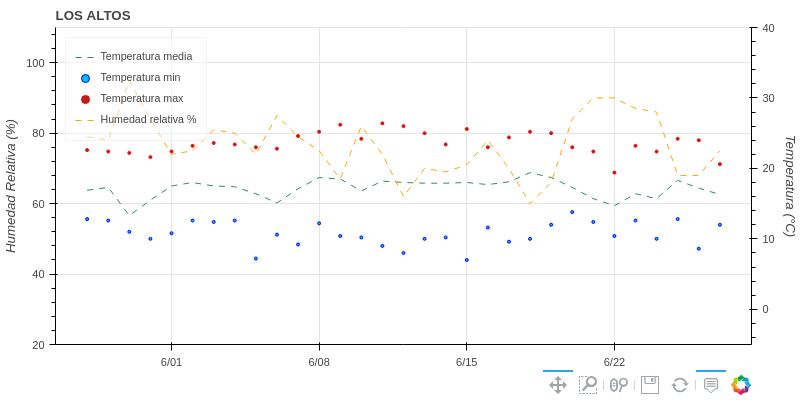 LOS ALTOS
Temperatura media
Temperatura min
Temperatura max
Humedad relativa %
Humedad Relativa (%)
100
80
60
40
20
40
30
20
10
0
Temperatura (°C)
6/01
6/08
6/15
6/22